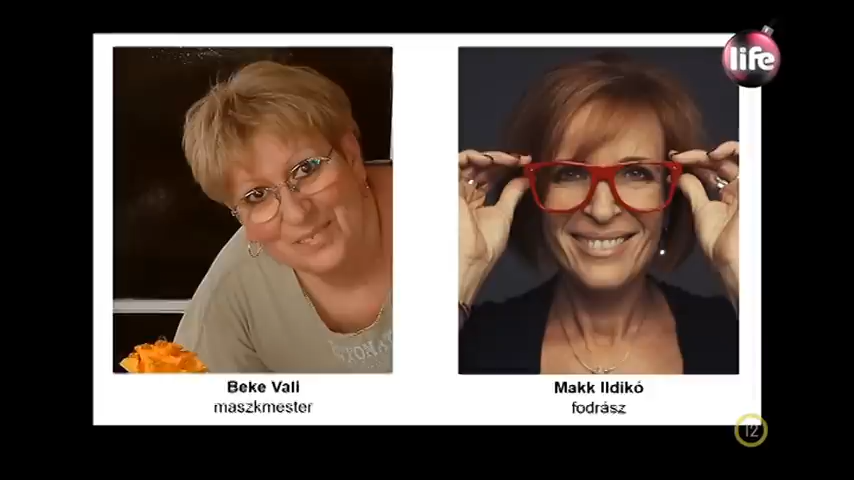 life
Beke Vali
maszkmester
Makk Ildikó
fodrász
12